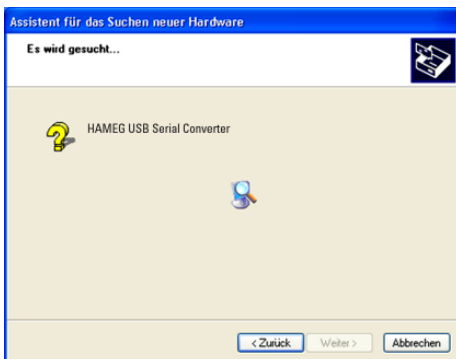 Assistent für das Suchen neuer Hardware
Es wird gesucht...
HAMEG USB Serial Converter
< Zurück Weiter > Abbrechen